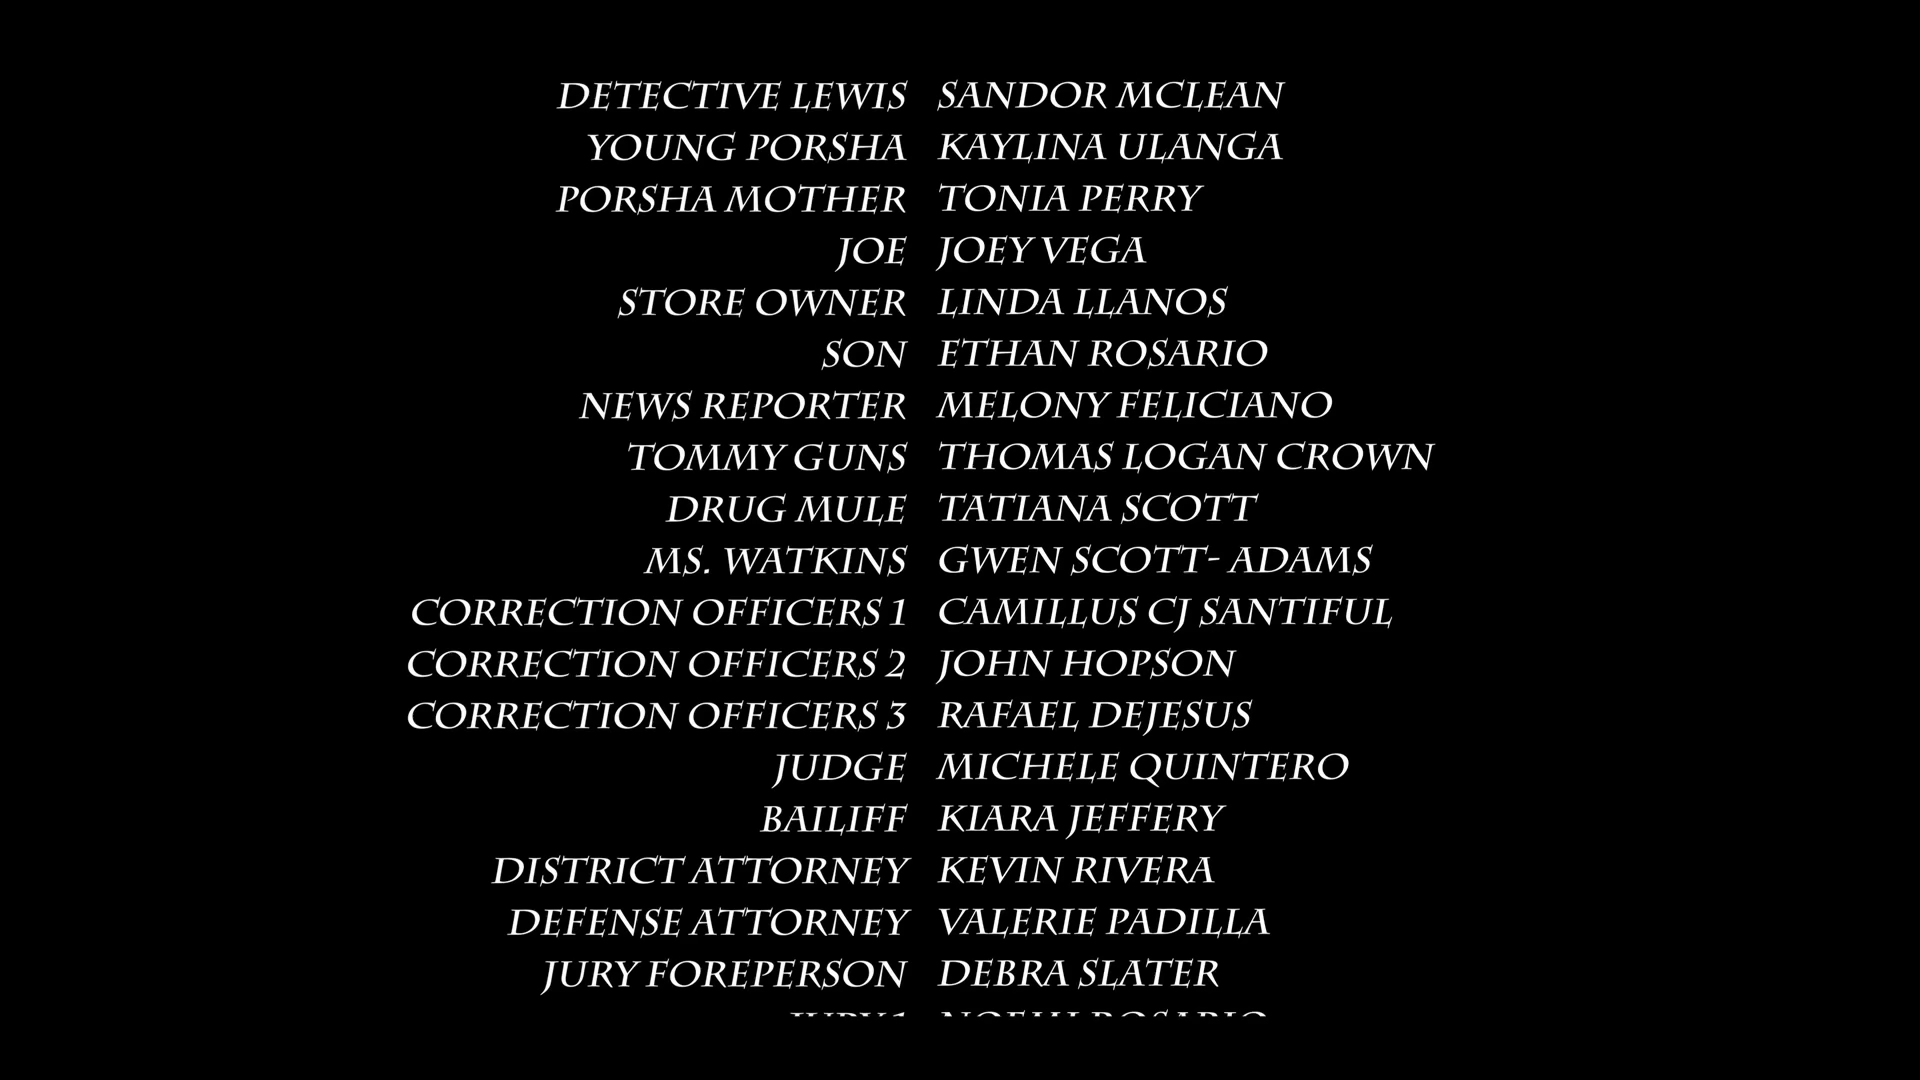 DETECTIVE LEWIS SANDOR MCLEAN
YOUNG PORSHA KAYLINA ULANGA
PORSHA MOTHER TONIA PERRY
JOE JOEY VEGA
STORE OWNER LINDA LLANOS
SON ETHAN ROSARIO
NEWS REPORTER MELONY FELICIANO
TOMMY GUNS THOMAS LOGAN CROWN
DRUG MULE TATIANA SCOTT
MS. WATKINS GWEN SCOTT- ADAMS
CORRECTION OFFICERS 1 CAMILLUS CJ SANTIFUL
CORRECTION OFFICERS 2 JOHN HOPSON
CORRECTION OFFICERS 3 RAFAEL DEJESUS
JUDGE MICHELE QUINTERO
BAILIFF KIARA JEFFERY
DISTRICT ATTORNEY KEVIN RIVERA
DEFENSE ATTORNEY VALERIE PADILLA
JURY FOREPERSON DEBRA SLATER